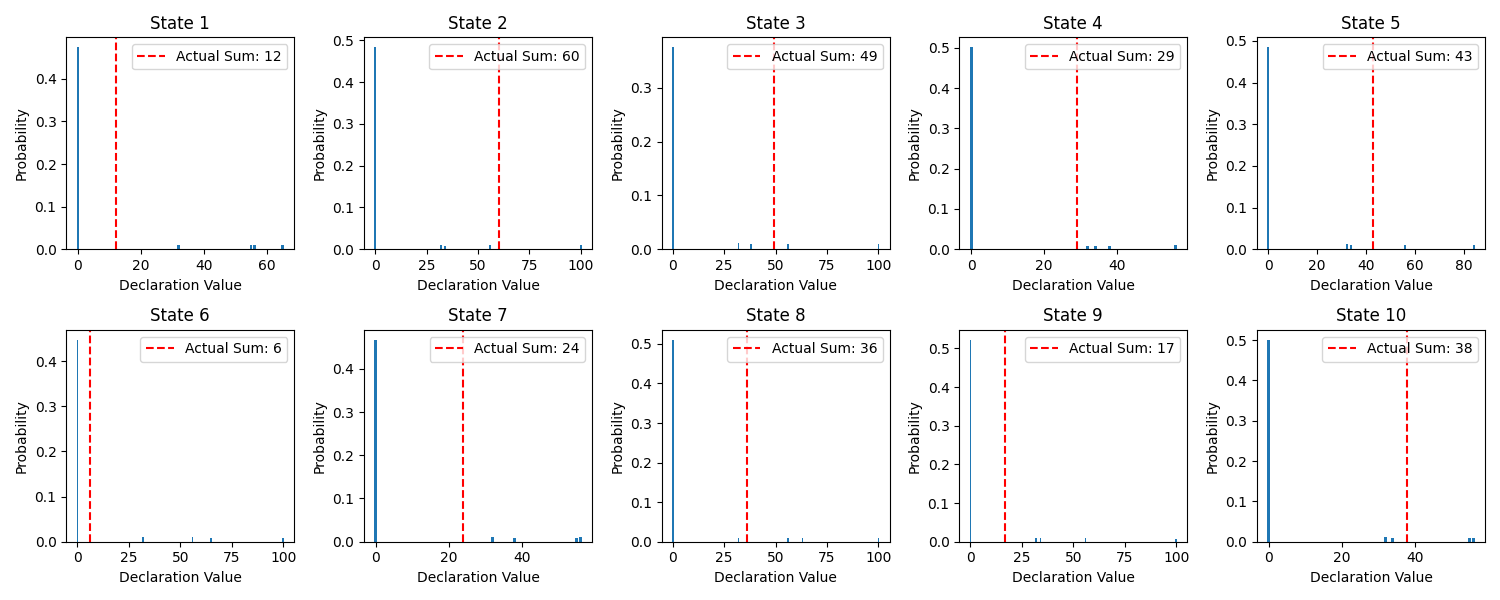 State 1
State 2
State 3
State 4
State 5
Probability
0.4
0.3
0.2
0.1
0.0
Actual Sum: 12
0 20 40 60
Declaration Value
Probability
0.5
0.4
0.3
0.2
0.1
0.0
Actual Sum: 60
0 25 50 75 100
Declaration Value
Probability
0.3
0.2
0.1
0.0
Actual Sum: 49
0 25 50 75 100
Declaration Value
Probability
0.5
0.4
0.3
0.2
0.1
0.0
Actual Sum: 29
0 20 40
Declaration Value
Probability
0.5
0.4
0.3
0.2
0.1
0.0
Actual Sum: 43
0 20 40 60 80
Declaration Value
State 6
State 7
State 8
State 9
State 10
Probability
0.4
0.3
0.2
0.1
0.0
Actual Sum: 6
0 25 50 75 100
Declaration Value
Probability
0.4
0.3
0.2
0.1
0.0
Actual Sum: 24
0 20 40
Declaration Value
Probability
0.5
0.4
0.3
0.2
0.1
0.0
Actual Sum: 36
0 25 50 75 100
Declaration Value
Probability
0.5
0.4
0.3
0.2
0.1
0.0
Actual Sum: 17
0 25 50 75 100
Declaration Value
Probability
0.5
0.4
0.3
0.2
0.1
0.0
Actual Sum: 38
0 20 40
Declaration Value